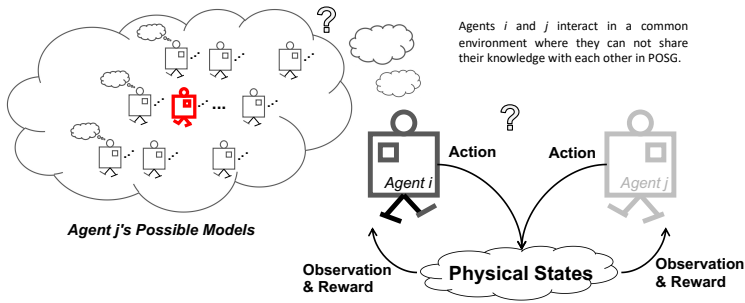 ?
Agents i and j interact in a common
environment where they can not share
their knowledge with each other in POSG.
...
?
Action
Action
Agent i
Agent j
Agent j's Possible Models
Observation
& Reward
Physical States
Observation
& Reward